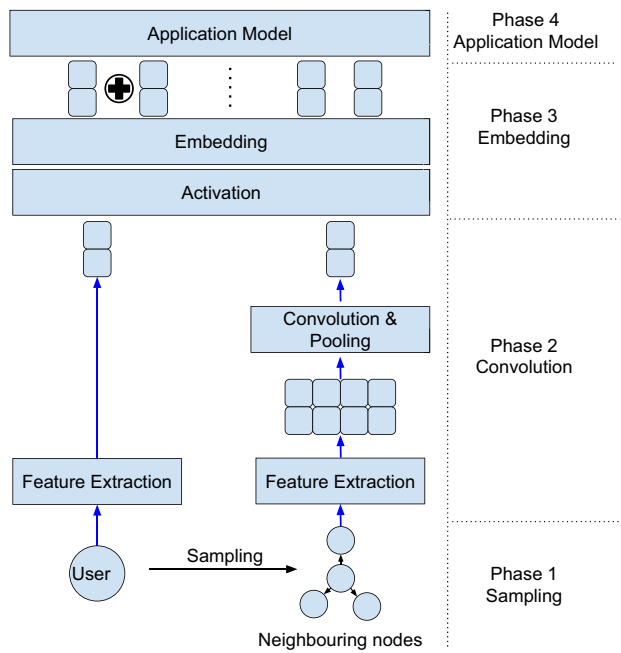 Application Model
Phase 4
Application Model
Phase 3
Embedding
Embedding
Activation
Convolution &
Pooling
Phase 2
Convolution
Feature Extraction
Feature Extraction
User
Sampling
Neighbouring nodes
Phase 1
Sampling